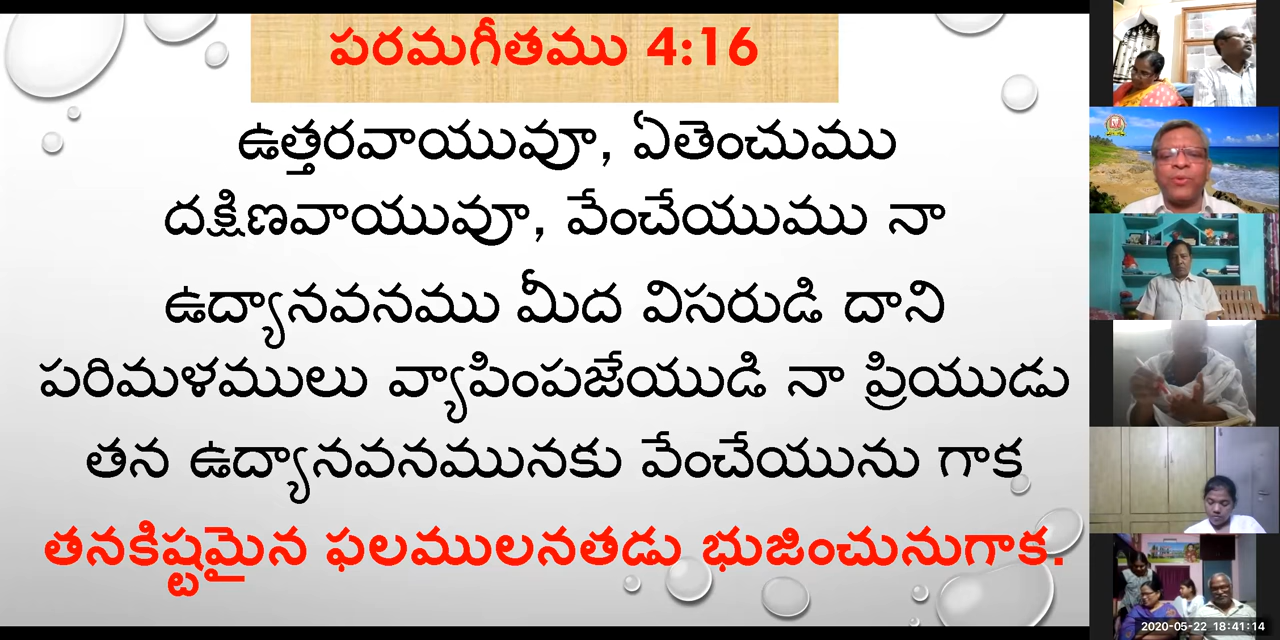 పరమగీతము 4:16
ఉత్తరవాయువూ, ఏతెంచుము
దక్షిణవాయువూ, వేంచేయుము నా
ఉద్యానవనము మీద విసరుడి దాని
పరిమళములు వ్యాపింపజేయుడి నా ప్రియుడు
తన ఉద్యానవనమునకు వేంచేయును గాక
తనకిష్టమైన ఫలములనతడు భుజించునుగాక.
2020-05-22 18:41:14